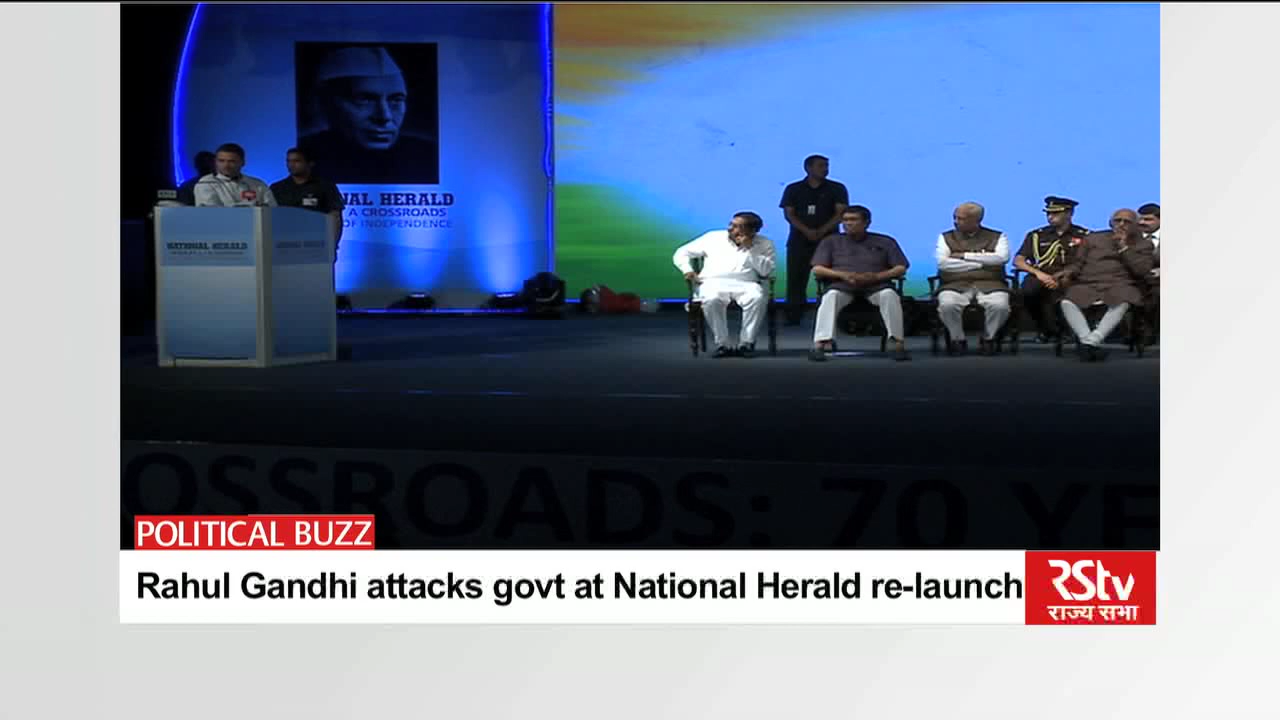 NAL HERALD
A CROSSROADS
OF INDEPENDENCE
NATIONAL HERALD
OSSROADS: 70 YE
POLITICAL BUZZ
Rahul Gandhi attacks govt at National Herald re-launch
RSTV
राज्य सभा